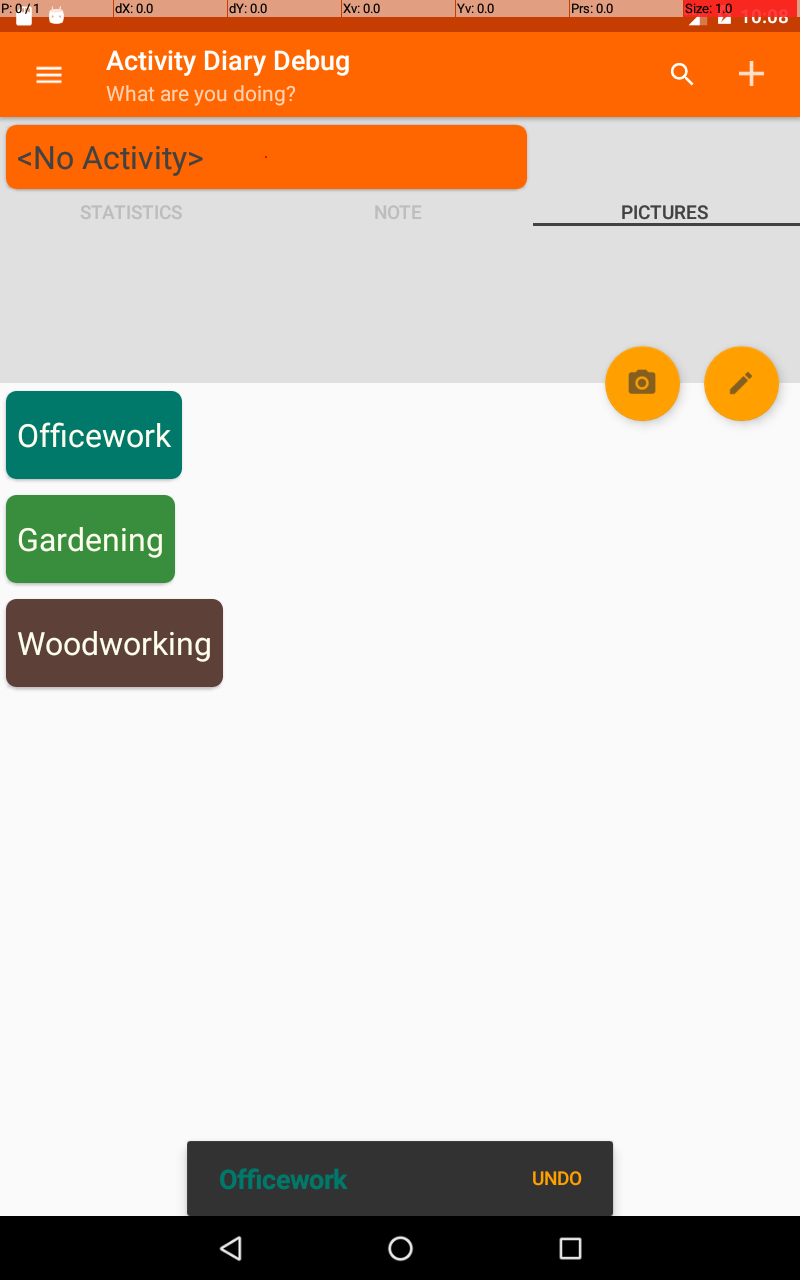 P: 0 / 1 dX: 0.0 dY: 0.0 Xv: 0.0 Yv: 0.0 Prs: 0.0 Size: 1.0
10:08
Activity Diary Debug
What are you doing?
<No Activity>
STATISTICS NOTE PICTURES
Officework
Gardening
Woodworking
Officework UNDO